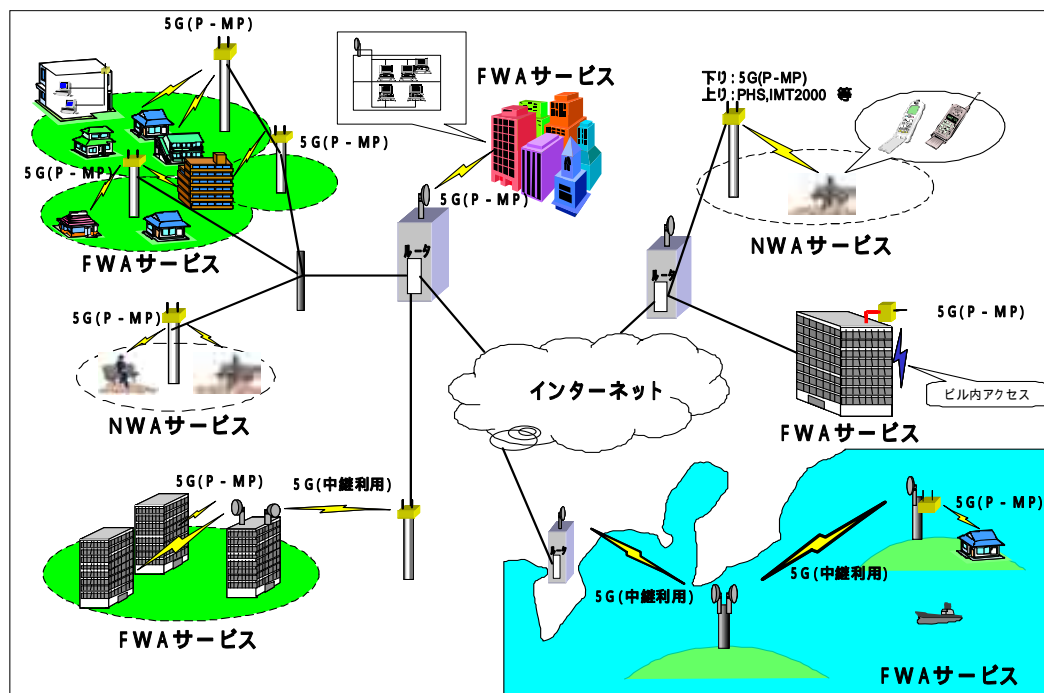 5G(P-MP)
5G(P-MP)
5G(P-MP)
FWAサービス
FWAサービス
5G(P-MP)
ルータ
下り:5G(P-MP)
上り:PHS,IMT2000 等
NWAサービス
ルータ
5G(P-MP)
NWAサービス
インターネット
5G(P-MP)
ビル内アクセス
FWAサービス
5G(P-MP)
5G(中継利用)
FWAサービス
ルータ
5G(中継利用)
5G(中継利用)
5G(P-MP)
FWAサービス